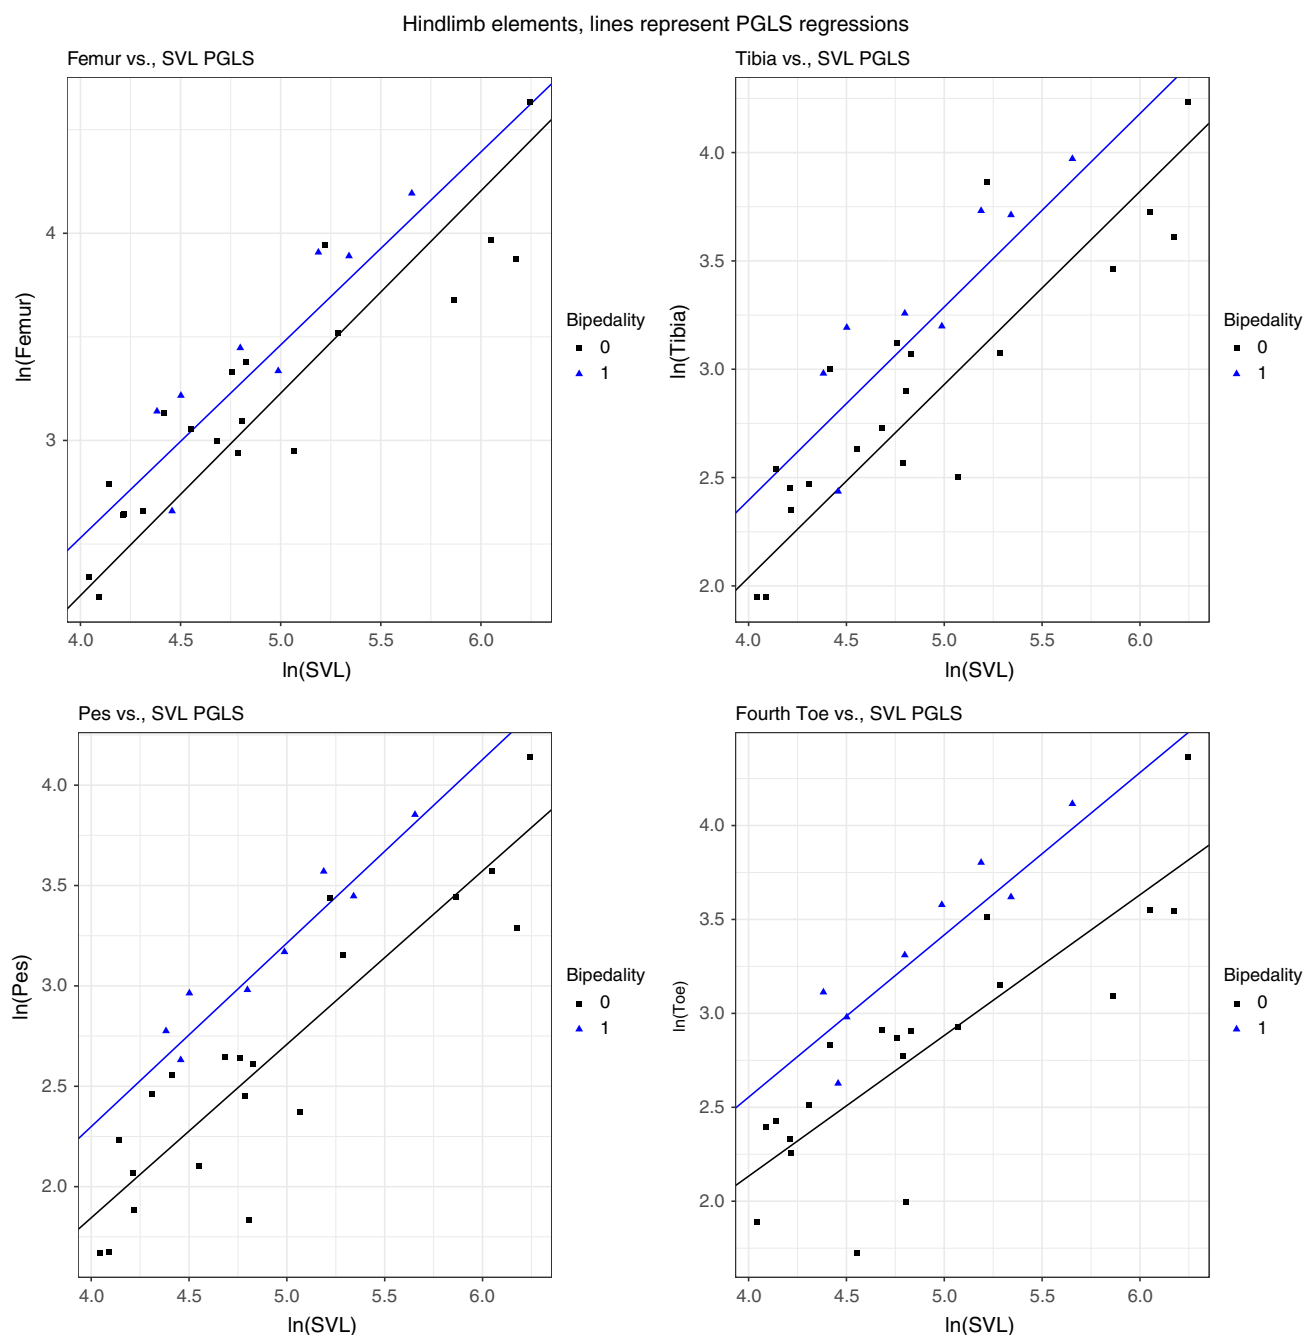 Hindlimb elements, lines represent PGLS regressions
Femur vs., SVL PGLS
ln(Femur)
4
3
4.0 4.5 5.0 5.5 6.0
ln(SVL)
Bipedality
0
1
Tibia vs., SVL PGLS
ln(Tibia)
4.0
3.5
3.0
2.5
2.0
4.0 4.5 5.0 5.5 6.0
ln(SVL)
Bipedality
0
1
Pes vs., SVL PGLS
ln(Pes)
4.0
3.5
3.0
2.5
2.0
4.0 4.5 5.0 5.5 6.0
ln(SVL)
Bipedality
0
1
Fourth Toe vs., SVL PGLS
ln(Toe)
4.0
3.5
3.0
2.5
2.0
4.0 4.5 5.0 5.5 6.0
ln(SVL)
Bipedality
0
1